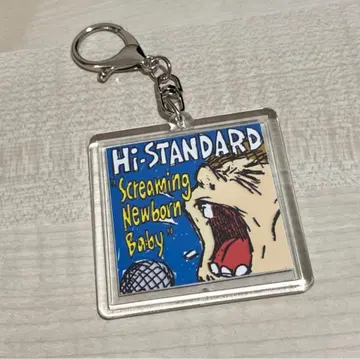 Hi-STANDARD
"Screaming
Newborn
Baby"